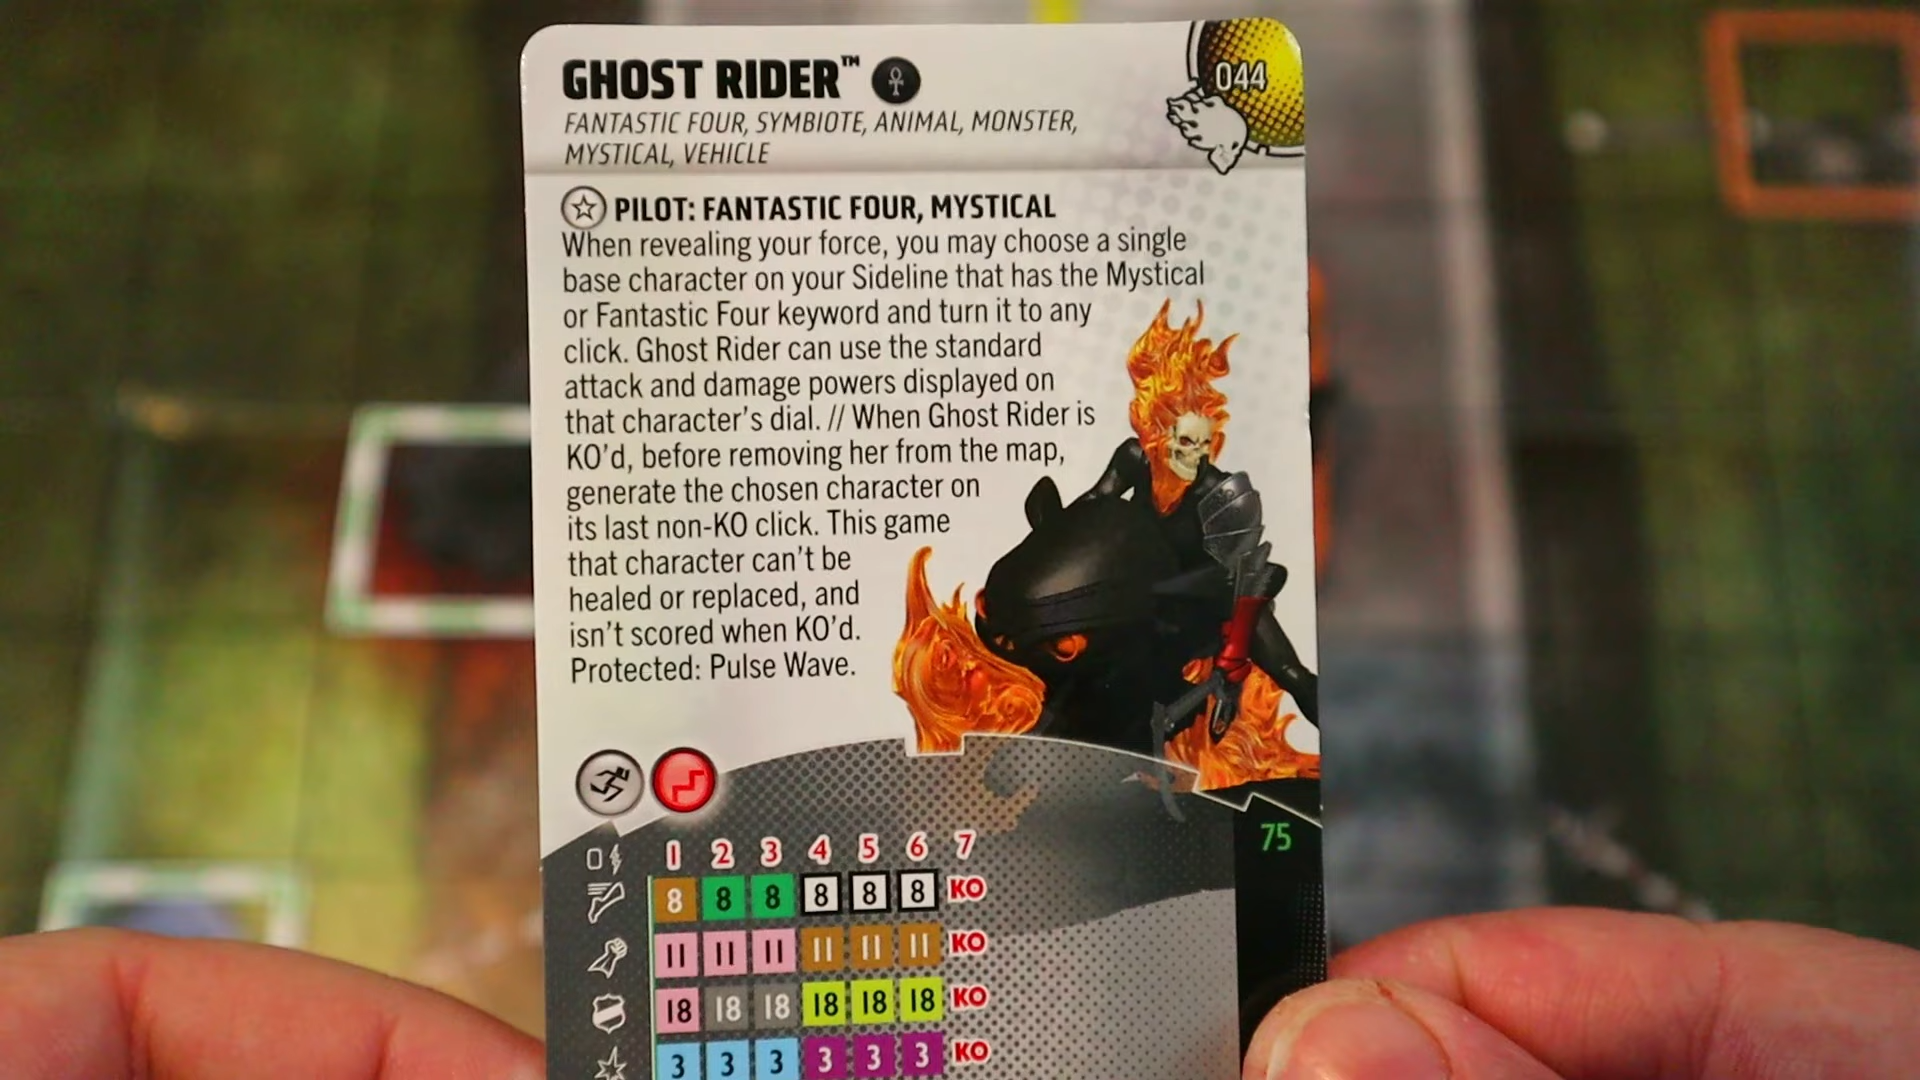 GHOST RIDER™
044
FANTASTIC FOUR, SYMBIOTE, ANIMAL, MONSTER,
MYSTICAL, VEHICLE
PILOT: FANTASTIC FOUR, MYSTICAL
When revealing your force, you may choose a single
base character on your Sideline that has the Mystical
or Fantastic Four keyword and turn it to any
click. Ghost Rider can use the standard
attack and damage powers displayed on
that character's dial. // When Ghost Rider is
KO'd, before removing her from the map,
generate the chosen character on
its last non-KO click. This game
that character can't be
healed or replaced, and
isn't scored when KO'd.
Protected: Pulse Wave.
75
0 1 2 3 4 5 6 7
8 8 8 8 8 8 KO
11 11 11 11 11 11 KO
18 18 18 18 18 18 KO
3 3 3 3 3 3 KO